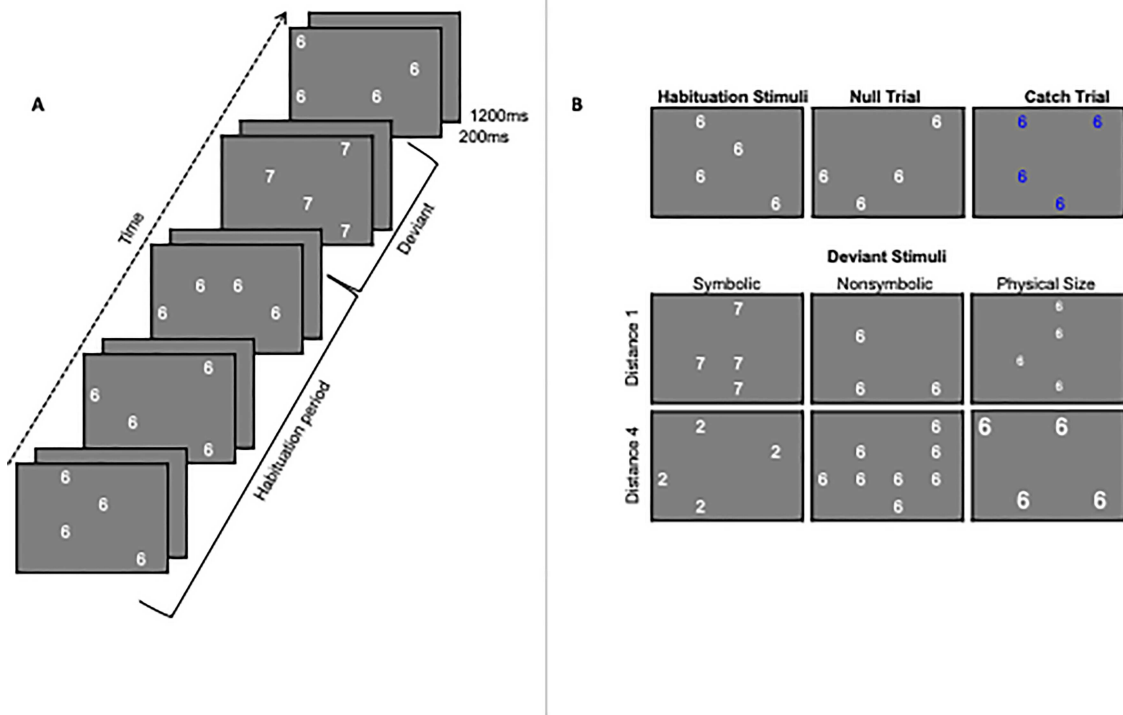 A
6
6
6 6
1200ms
200ms
7
7
7
7
Deviant
Time
6 6
6 6
6
6
6
6
Habituation period
6
6
6
6
B
Habituation Stimuli Null Trial Catch Trial
6 6 6 6
6
6 6 6 6
6 6 6
Deviant Stimuli
Symbolic Nonsymbolic Physical Size
Distance 1
7 6
6 6
7 7 6
7 6 6 6
Distance 4
2 6 6 6
2 6 6
2 6 6 6 6
2 6 6 6